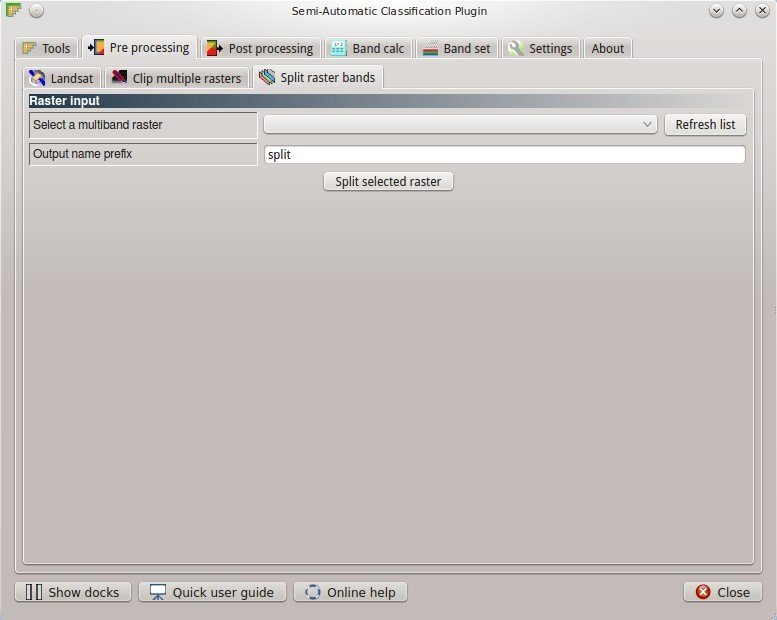 Semi-Automatic Classification Plugin
Tools Pre processing Post processing Band calc Band set Settings About
Landsat Clip multiple rasters Split raster bands
Raster input
Select a multiband raster Refresh list
Output name prefix split
Split selected raster
Show docks Quick user guide Online help Close